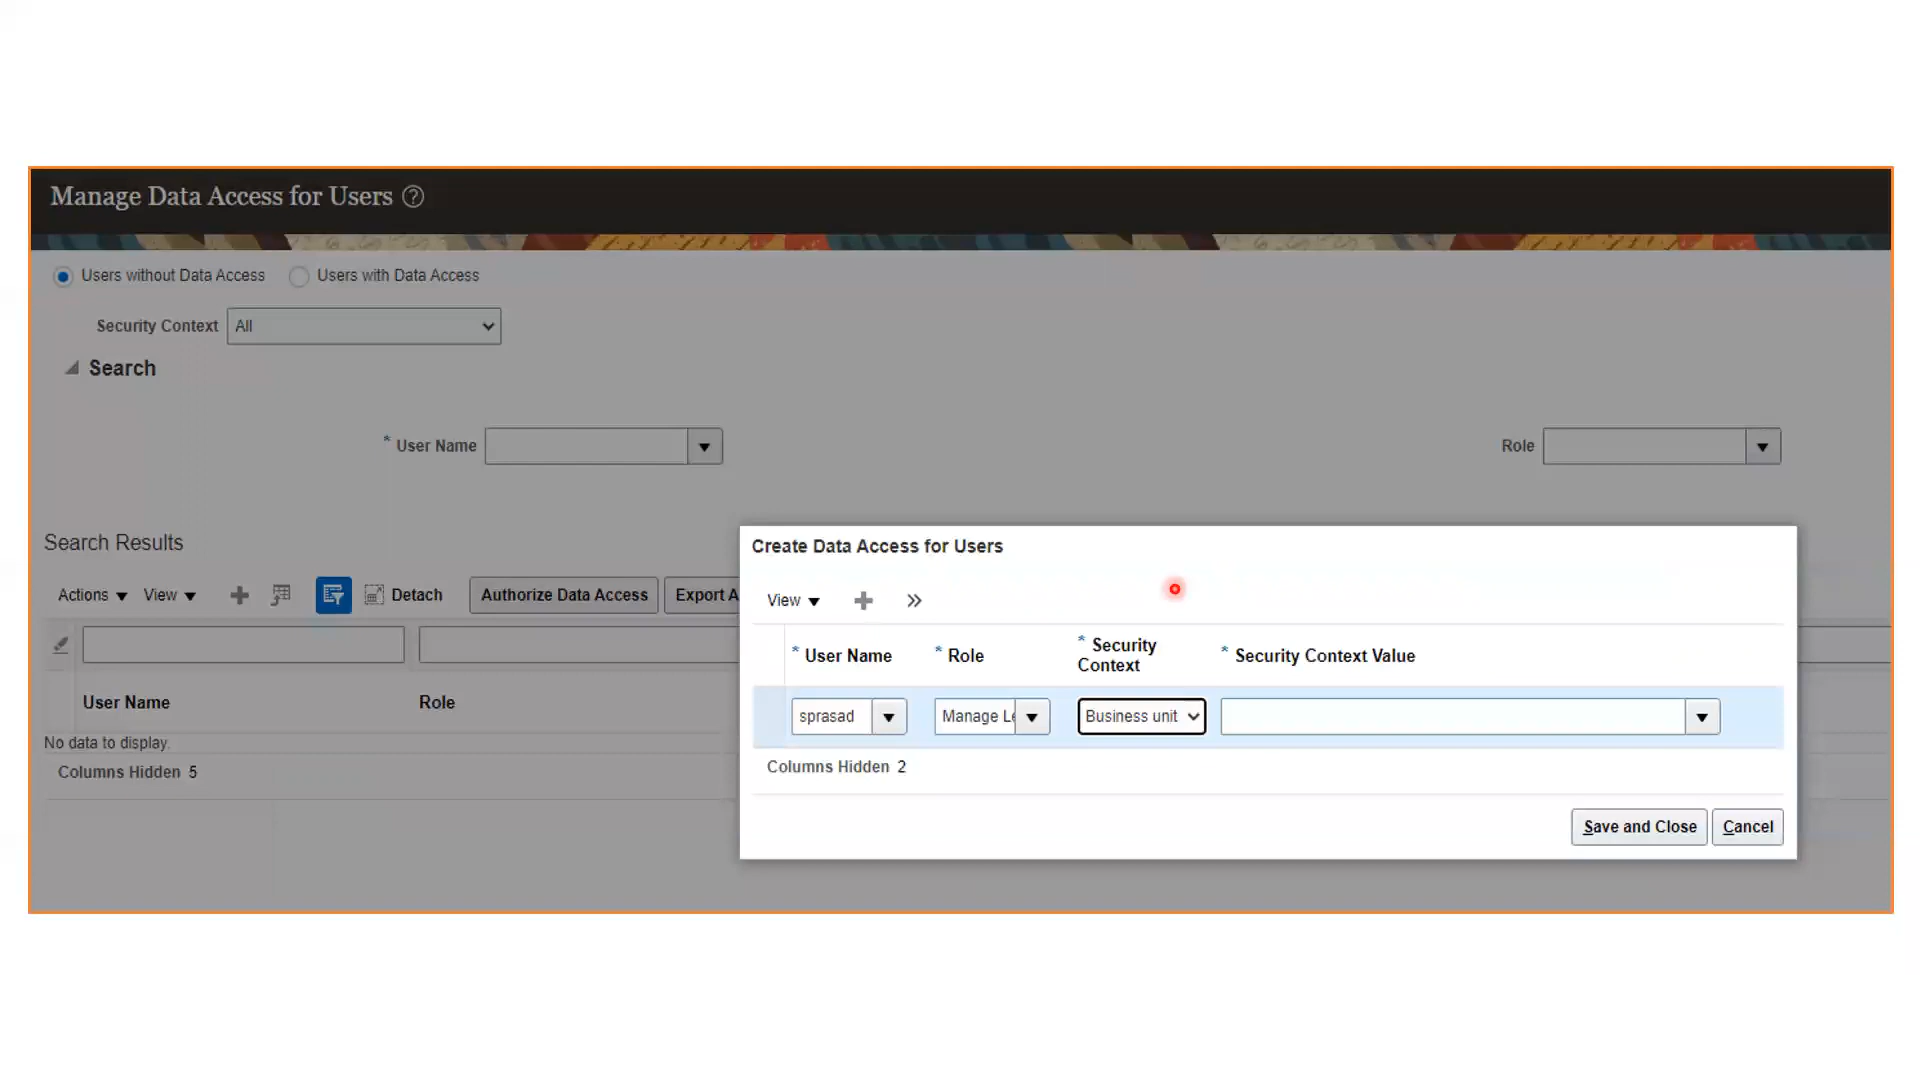 Manage Data Access for Users ?
Users without Data Access Users with Data Access
Security Context All
Search
* User Name
Role
Search Results
Actions View Detach Authorize Data Access Export A
User Name Role
No data to display.
Columns Hidden 5
Create Data Access for Users
View
* User Name * Role * Security Context * Security Context Value
sprasad Manage Le Business unit
Columns Hidden 2
Save and Close Cancel